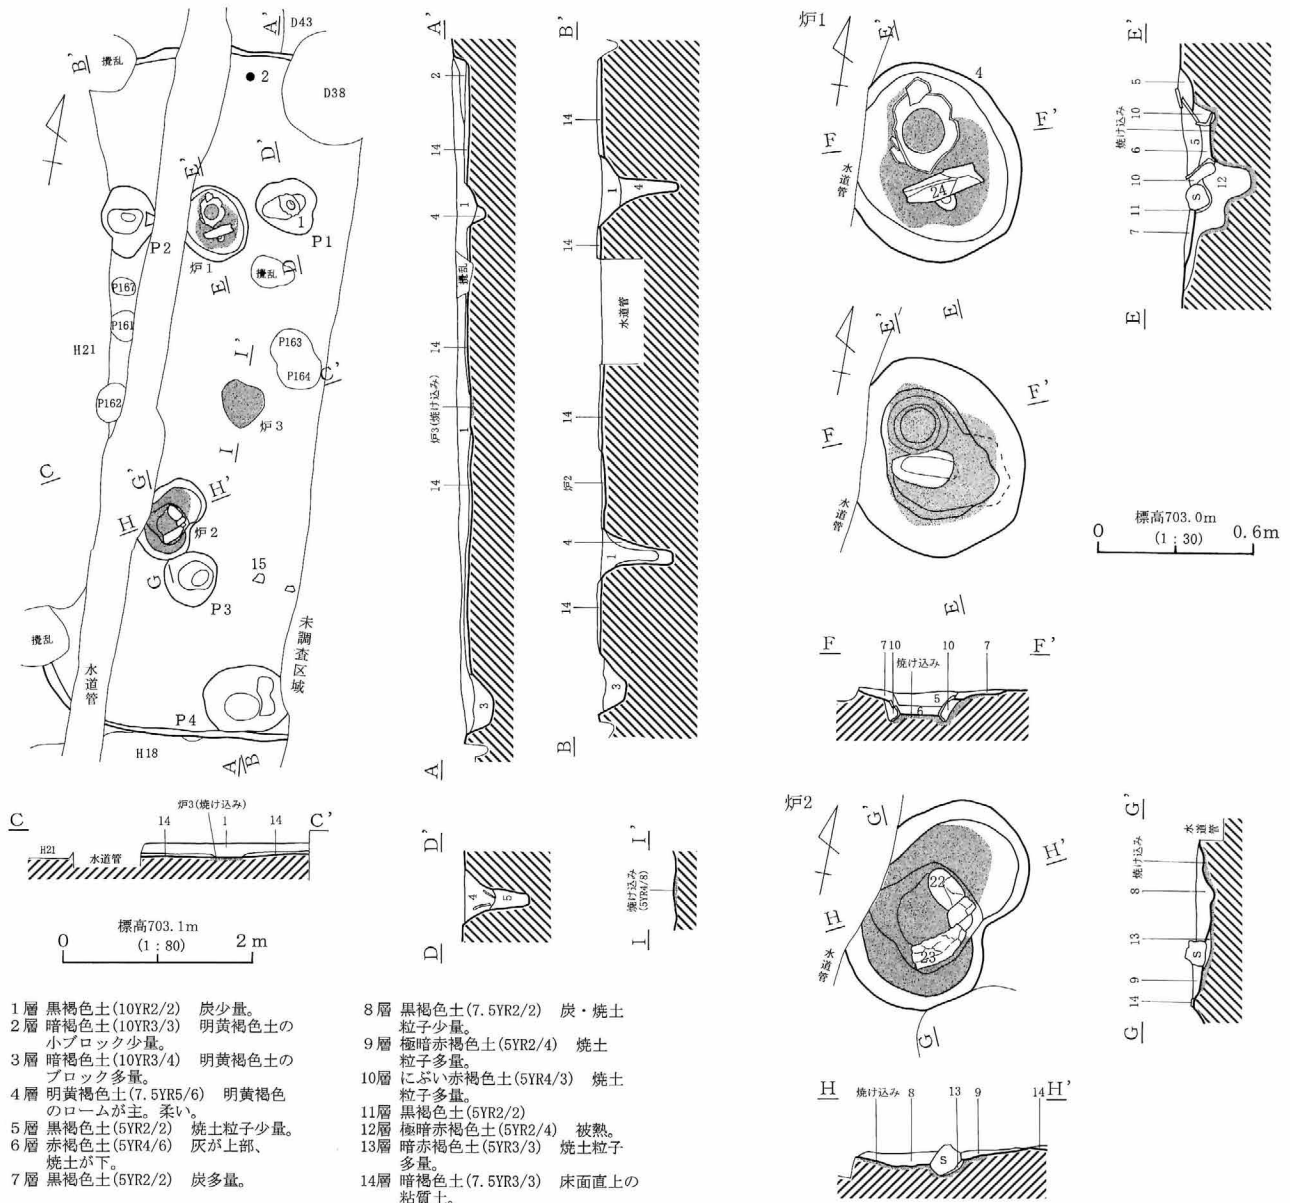 A'
D43
B'
攪乱
2
D38
E'
D'
P2
炉1
1
P1
E
攪乱
D
P167
P161
H21
P163
I'
P164
C'
P162
炉3
I
C
G'
H'
H
炉2
G
15
P3
攪乱
水道管
未調査区域
P4
H18
A
B
A'
2
14
1
4
攪乱
14
炉3(焼け込み)
1
14
3
A
B'
14
1
4
14
水道管
14
炉2
4
1
14
3
B
炉1
E'
4
F'
F
水道管
24
E
E'
5
10
焼け込み
5
6
10
12
S
11
7
E
E'
F'
F
水道管
E
標高703.0m
0 (1:30) 0.6m
F
F'
7 10
焼け込み
10
7
5
6
C
炉3(焼け込み)
C'
14
1
14
H21
水道管
標高703.1m
0 (1:80) 2m
D'
4
5
D
I'
焼け込み
(5YR4/8)
I
炉2
G'
H'
22
H
23
水道管
G
G'
水道管
焼け込み
8
13
S
9
14
G
H
焼け込み
8
13
9
14
H'
S
1層 黒褐色土(10YR2/2) 炭少量。
2層 暗褐色土(10YR3/3) 明黄褐色土の
小ブロック少量。
3層 暗褐色土(10YR3/4) 明黄褐色土の
ブロック多量。
4層 明黄褐色土(7.5YR5/6) 明黄褐色
のロームが主。柔い。
5層 黒褐色土(5YR2/2) 焼土粒子少量。
6層 赤褐色土(5YR4/6) 灰が上部、
焼土が下。
7層 黒褐色土(5YR2/2) 炭多量。
8層 黒褐色土(7.5YR2/2) 炭・焼土
粒子少量。
9層 極暗赤褐色土(5YR2/4) 焼土
粒子多量。
10層 にぶい赤褐色土(5YR4/3) 焼土
粒子多量。
11層 黒褐色土(5YR2/2)
12層 極暗赤褐色土(5YR2/4) 被熱。
13層 暗赤褐色土(5YR3/3) 焼土粒子
多量。
14層 暗褐色土(7.5YR3/3) 床面直上の
粘質土。